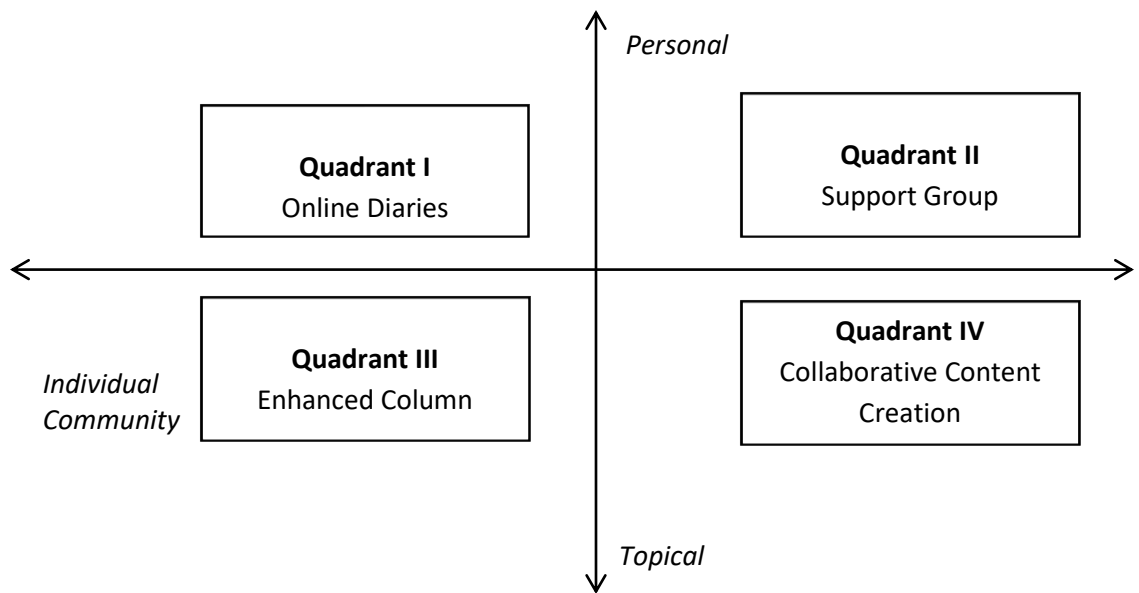 Personal
Quadrant I
Online Diaries
Quadrant II
Support Group
Quadrant III
Enhanced Column
Quadrant IV
Collaborative Content
Creation
Individual
Community
Topical